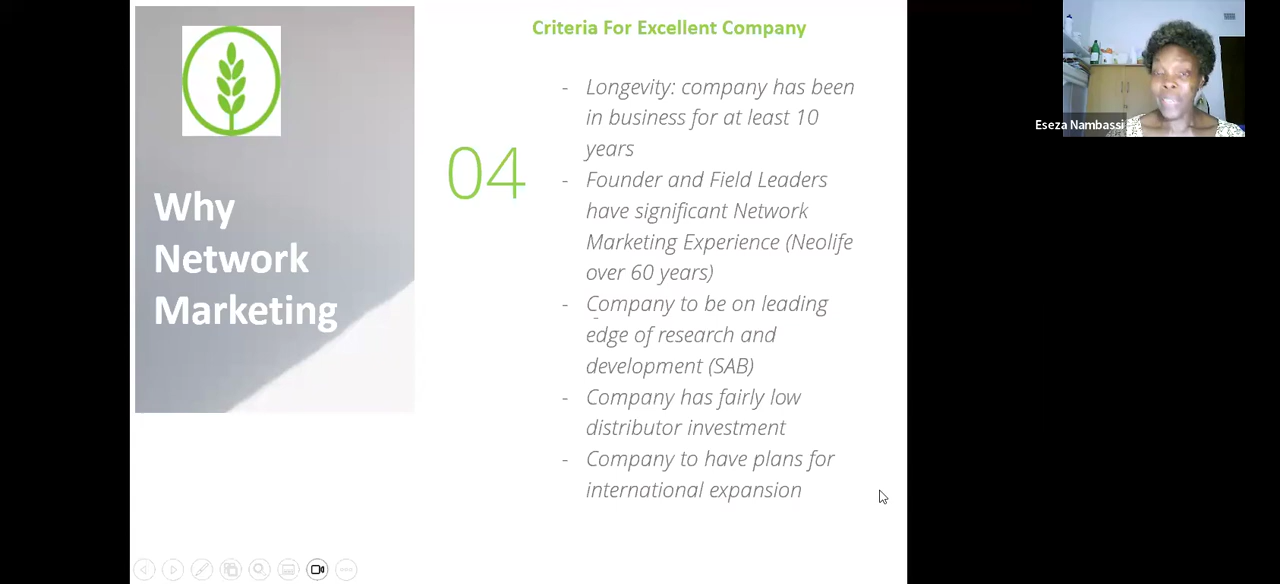 Criteria For Excellent Company
Why
Network
Marketing
04
- Longevity: company has been
in business for at least 10
years
- Founder and Field Leaders
have significant Network
Marketing Experience (Neolife
over 60 years)
- Company to be on leading
edge of research and
development (SAB)
- Company has fairly low
distributor investment
- Company to have plans for
international expansion
Eseza Nambassi